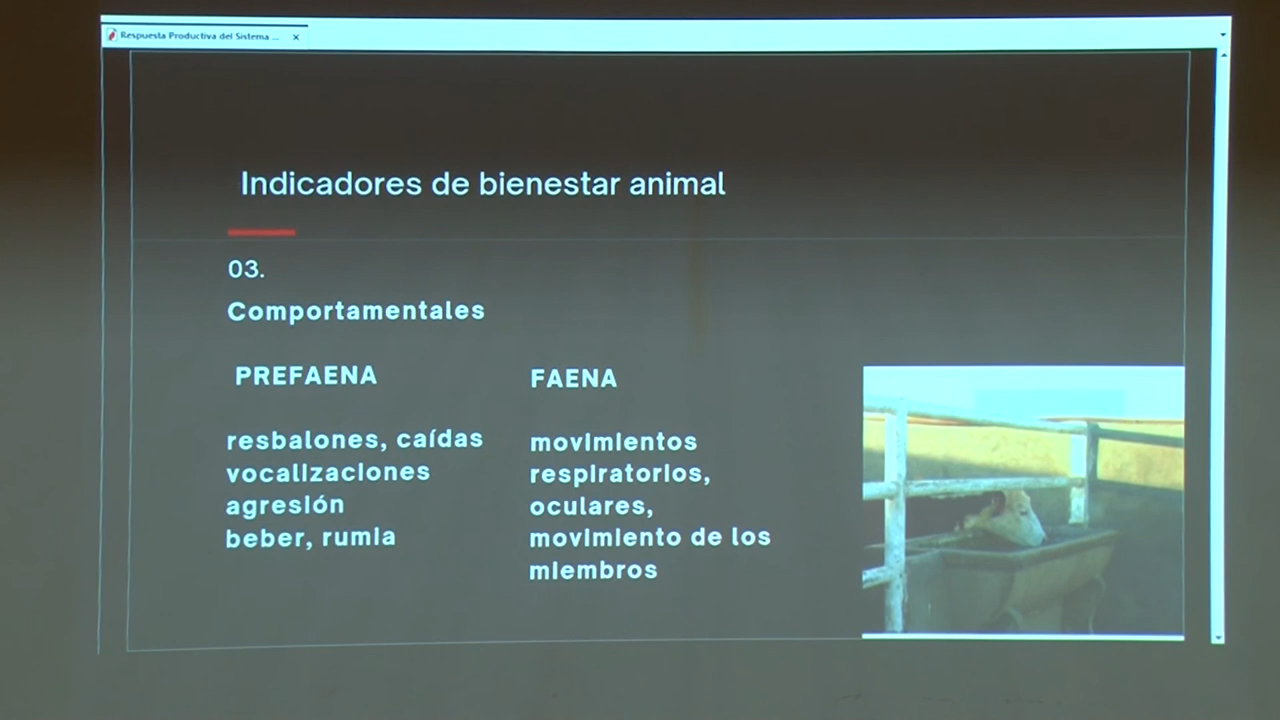 Respuesta Productiva del Sistema ...
Indicadores de bienestar animal
03.
Comportamentales
PREFAENA
resbalones, caídas
vocalizaciones
agresión
beber, rumia
FAENA
movimientos
respiratorios,
oculares,
movimiento de los
miembros